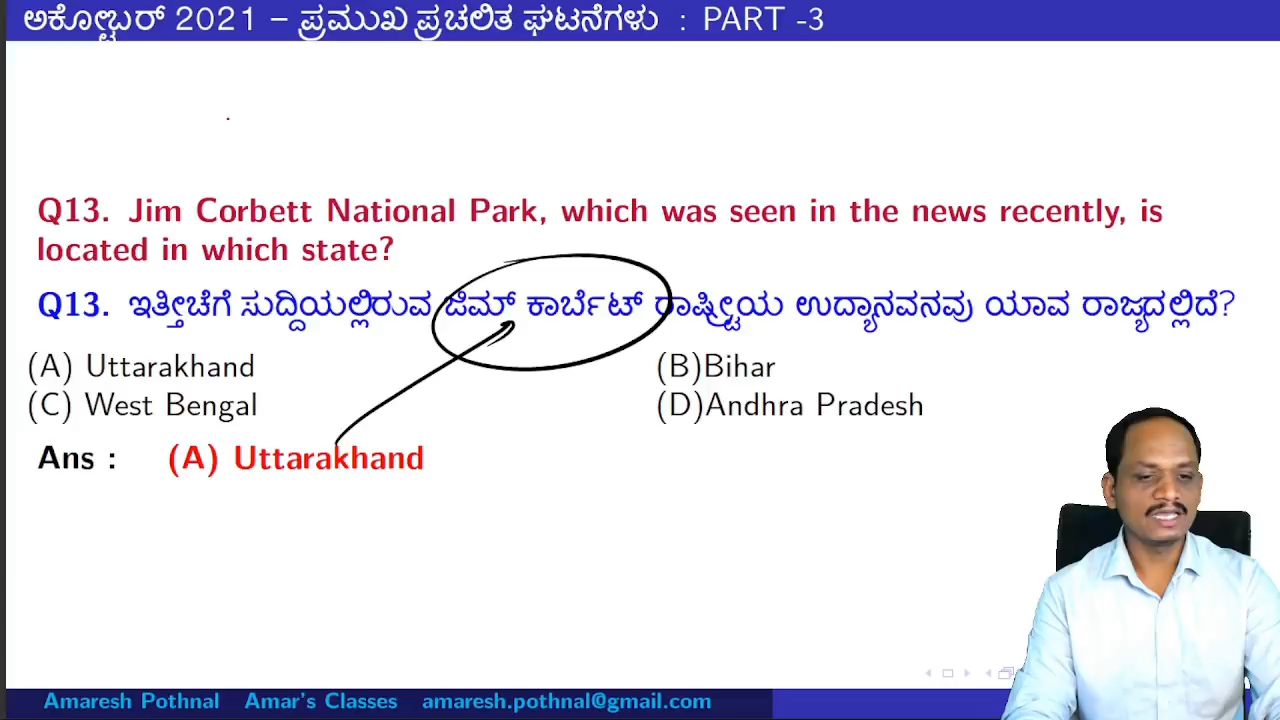 ಅಕ್ಟೋಬರ್ 2021 – ಪ್ರಮುಖ ಪ್ರಚಲಿತ ಘಟನೆಗಳು : PART -3
Q13. Jim Corbett National Park, which was seen in the news recently, is
located in which state?
Q13. ಇತ್ತೀಚೆಗೆ ಸುದ್ದಿಯಲ್ಲಿರುವ ಜಿಮ್ ಕಾರ್ಬೆಟ್ ರಾಷ್ಟ್ರೀಯ ಉದ್ಯಾನವನವು ಯಾವ ರಾಜ್ಯದಲ್ಲಿದೆ?
(A) Uttarakhand (B)Bihar
(C) West Bengal (D)Andhra Pradesh
Ans : (A) Uttarakhand
Amaresh Pothnal Amar's Classes amaresh.pothnal@gmail.com